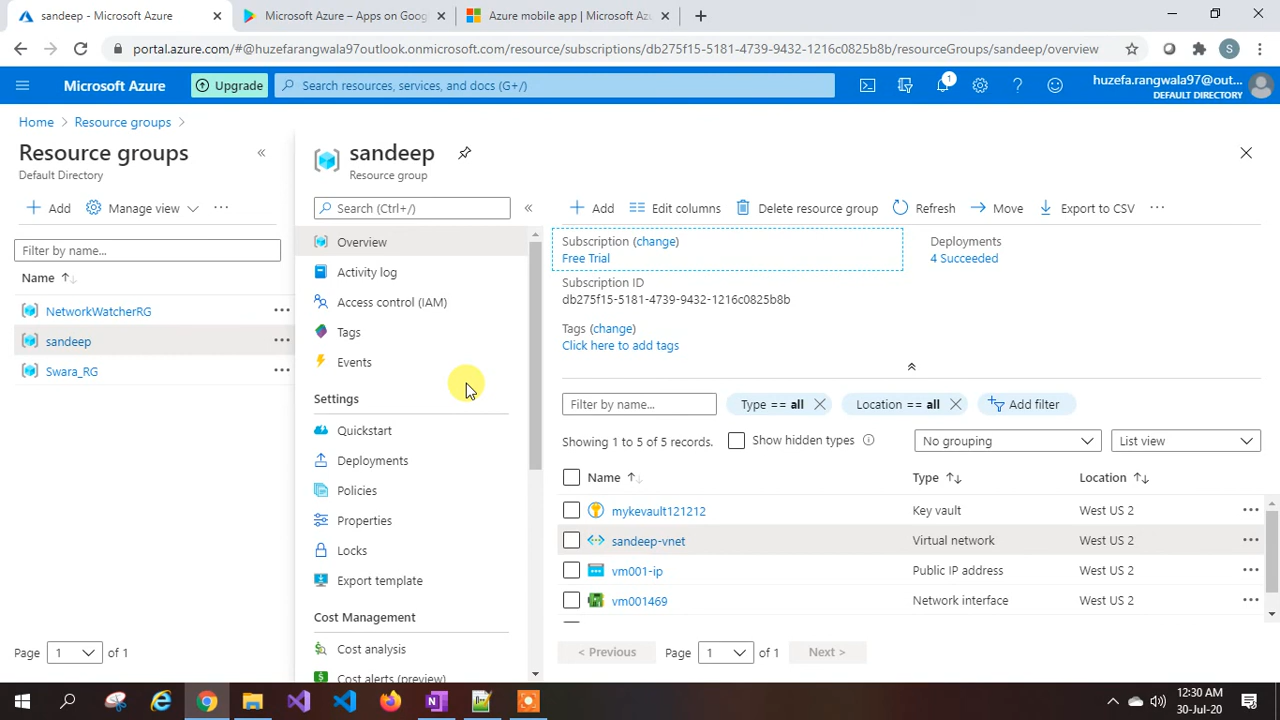 sandeep - Microsoft Azure
Microsoft Azure – Apps on Goog
Azure mobile app | Microsoft Azu
portal.azure.com/#@huzefarangwala97outlook.onmicrosoft.com/resource/subscriptions/db275f15-5181-4739-9432-1216c0825b8b/resourceGroups/sandeep/overview
S
Microsoft Azure
Upgrade
Search resources, services, and docs (G+/)
1
huzefa.rangwala97@out...
DEFAULT DIRECTORY
Home > Resource groups >
Resource groups
Default Directory
Add
Manage view
Filter by name...
Name
NetworkWatcherRG
sandeep
Swara_RG
Page 1 of 1
sandeep
Resource group
Search (Ctrl+/)
Overview
Activity log
Access control (IAM)
Tags
Events
Settings
Quickstart
Deployments
Policies
Properties
Locks
Export template
Cost Management
Cost analysis
Cost alerts (preview)
Add
Edit columns
Delete resource group
Refresh
Move
Export to CSV
Subscription (change)
Free Trial
Deployments
4 Succeeded
Subscription ID
db275f15-5181-4739-9432-1216c0825b8b
Tags (change)
Click here to add tags
Filter by name...
Type == all
Location == all
Add filter
Showing 1 to 5 of 5 records.
Show hidden types
No grouping
List view
Name Type Location
mykevault121212 Key vault West US 2
sandeep-vnet Virtual network West US 2
vm001-ip Public IP address West US 2
vm001469 Network interface West US 2
< Previous Page 1 of 1 Next >
12:30 AM
30-Jul-20